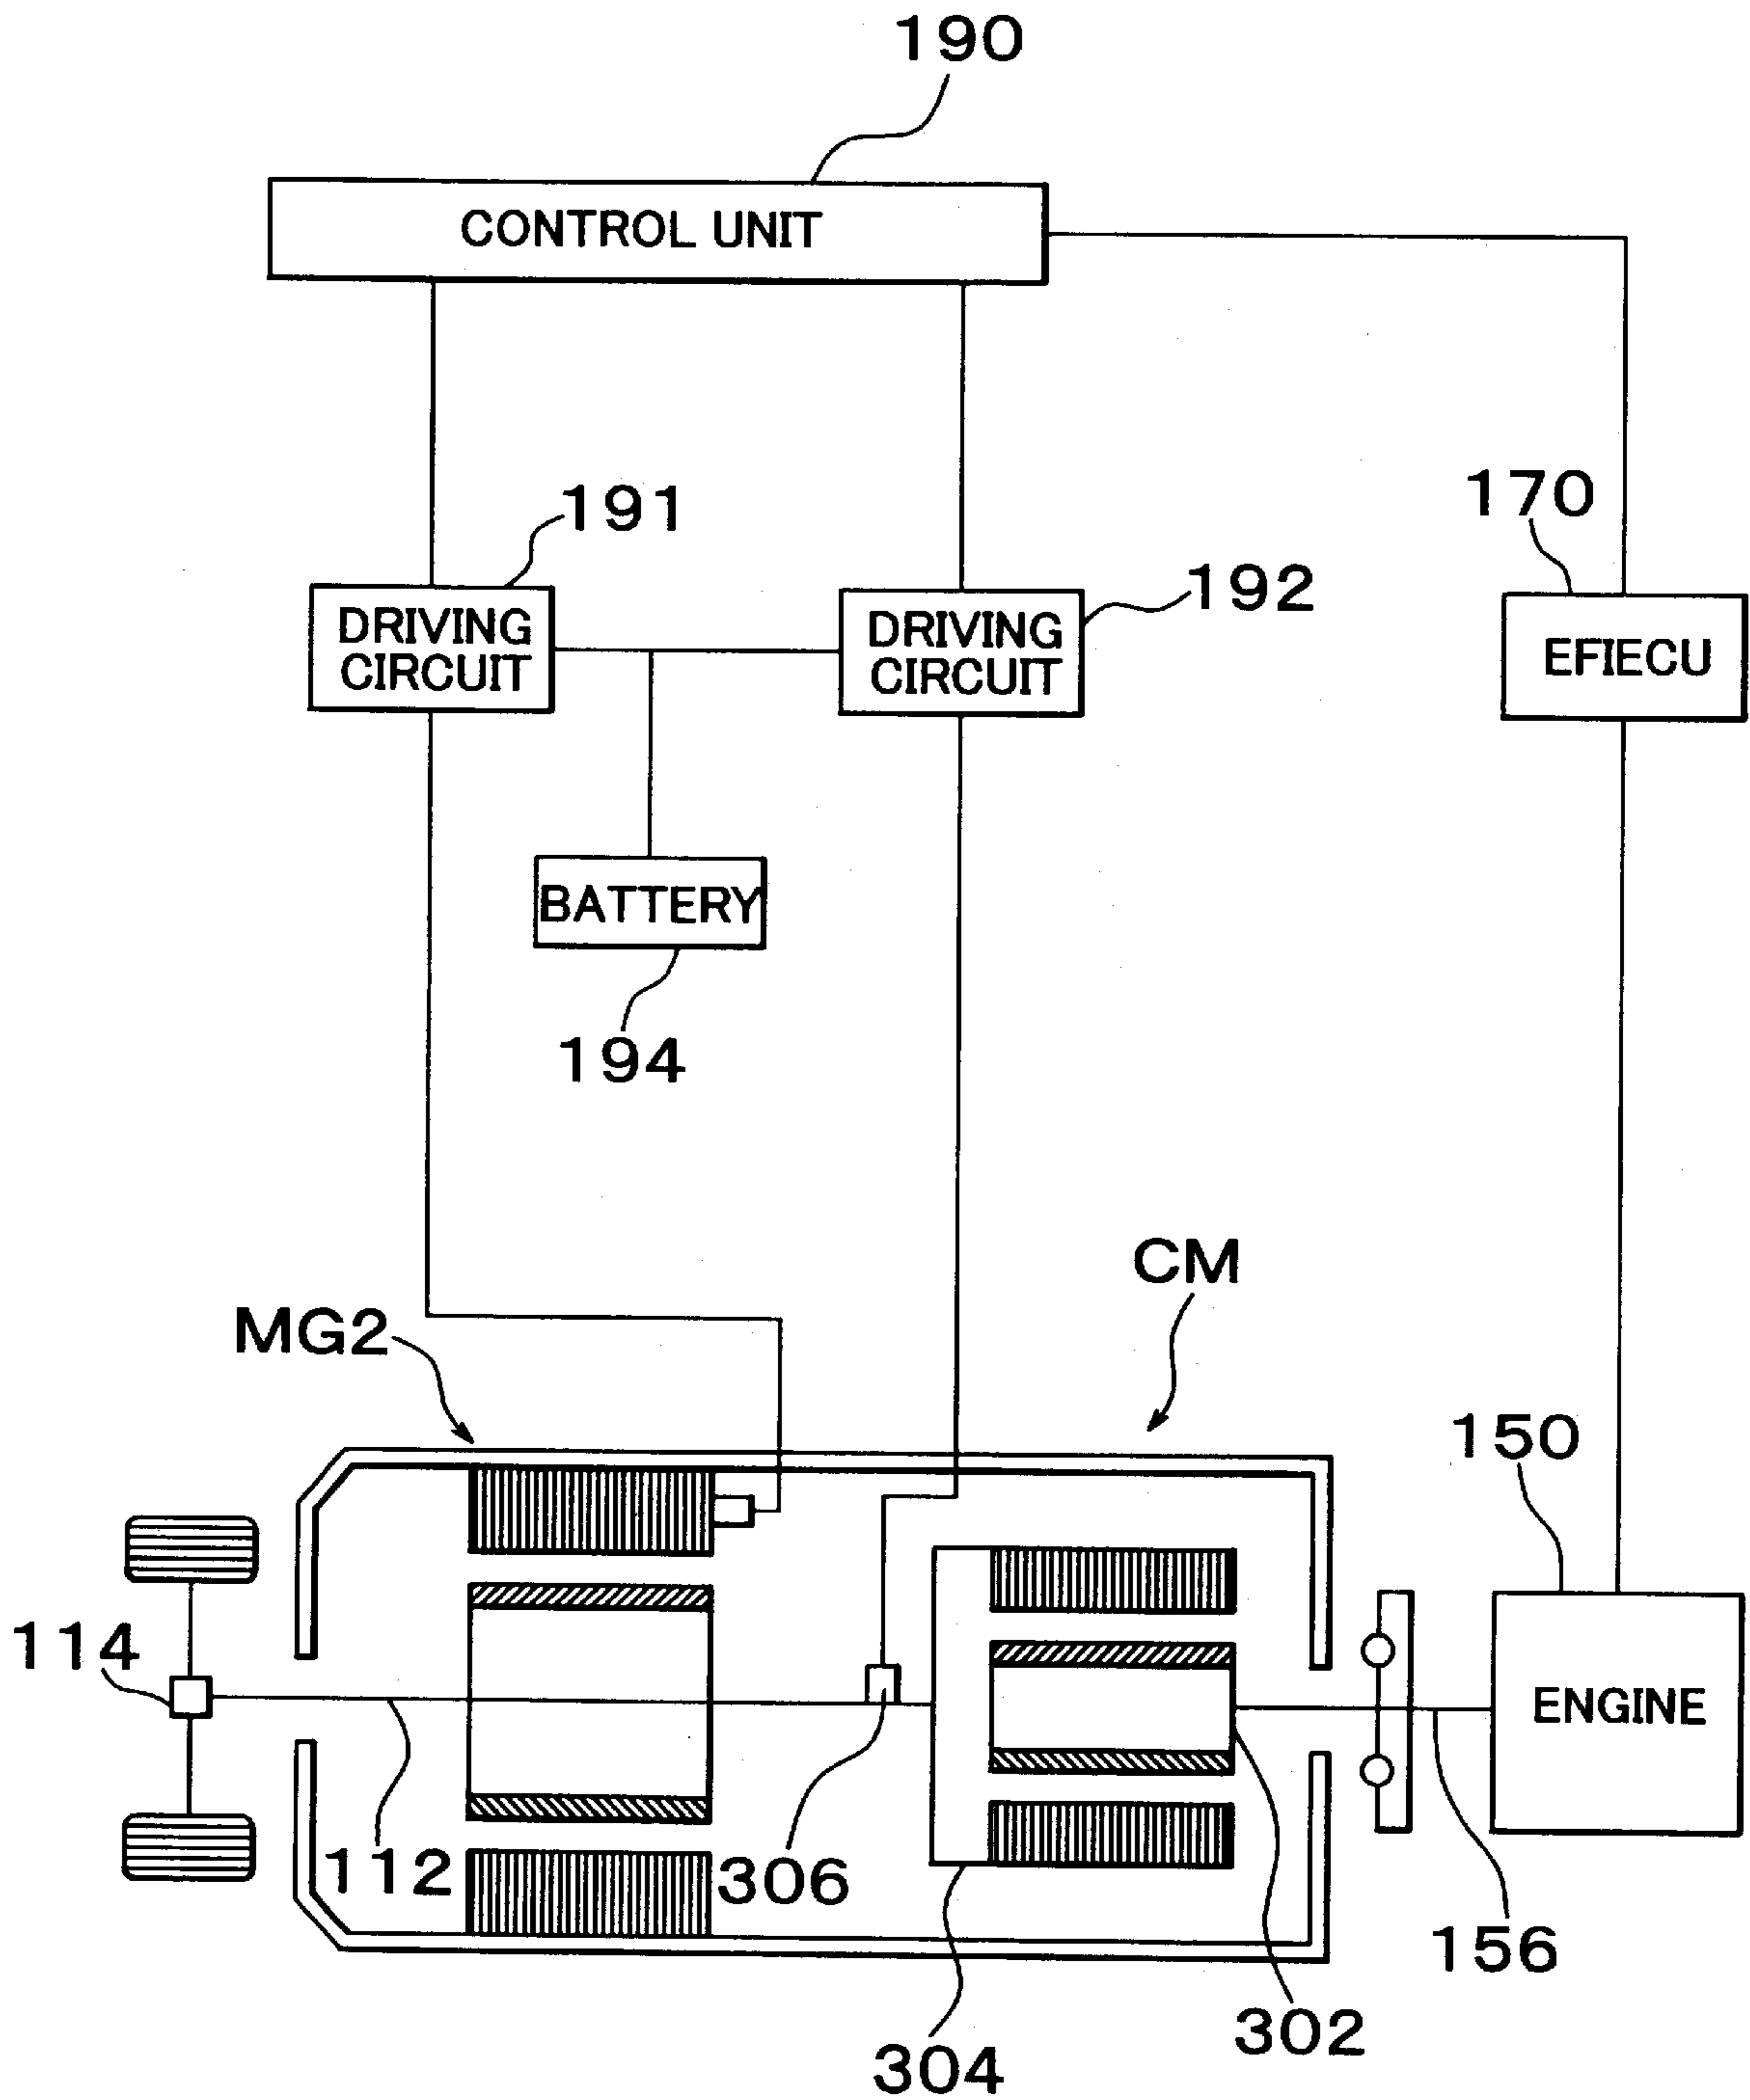 190
CONTROL UNIT
191
170
192
DRIVING
CIRCUIT
DRIVING
CIRCUIT
EFIECU
BATTERY
194
CM
MG2
150
114
ENGINE
112
306
156
302
304